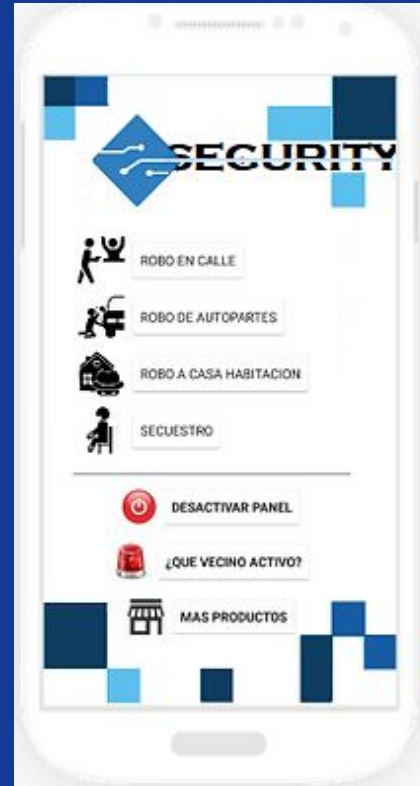 SECURITY
ROBO EN CALLE
ROBO DE AUTOPARTES
ROBO A CASA HABITACION
SECUESTRO
DESACTIVAR PANEL
¿QUE VECINO ACTIVO?
MAS PRODUCTOS